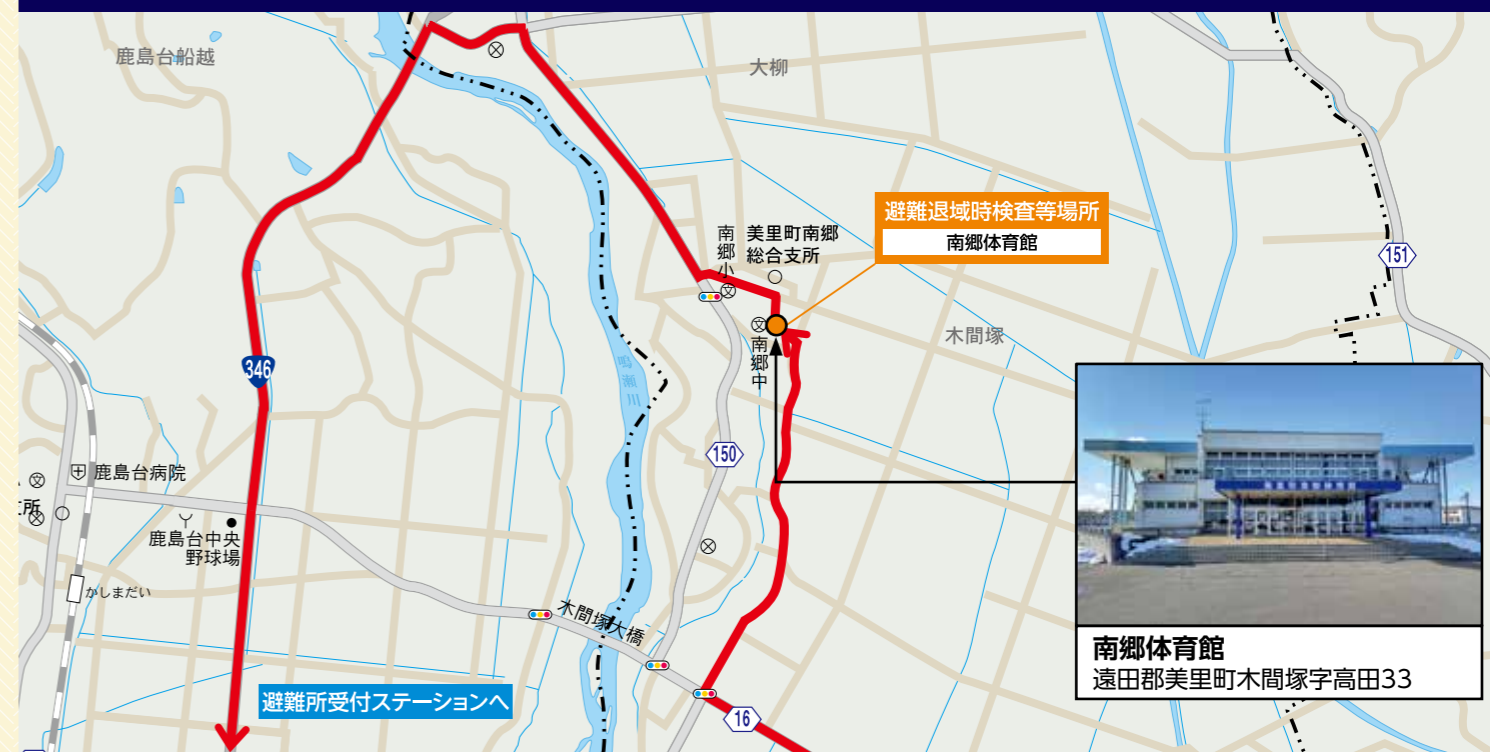 鹿島台船越
大柳
避難退域時検査等場所
南郷体育館
南郷小
美里町南郷
総合支所
151
木間塚
南郷中
346
鳴瀬川
150
鹿島台病院
所
鹿島台中央
野球場
かしまだい
木間塚大橋
避難所受付ステーションへ
16
南郷体育館
遠田郡美里町木間塚字高田33